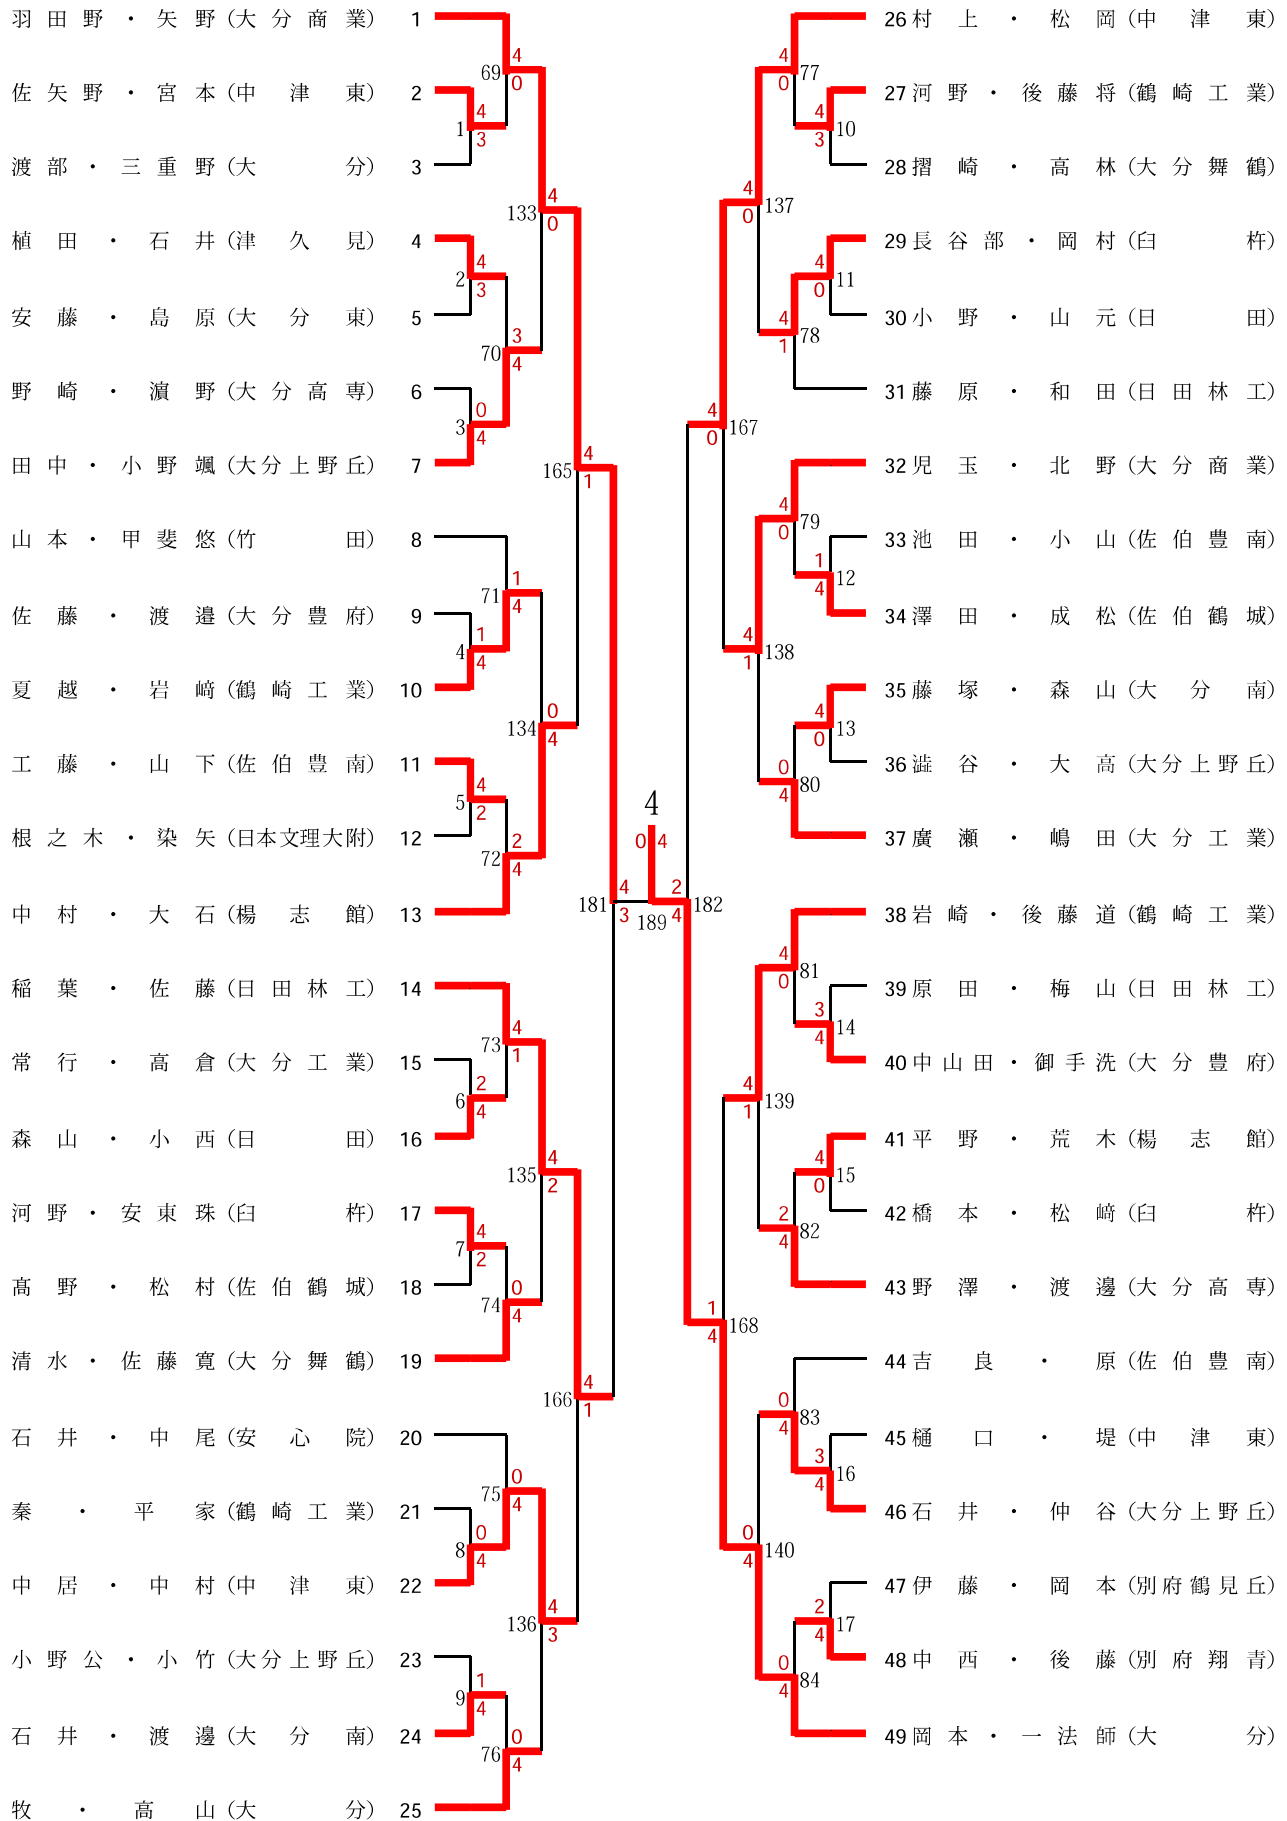 羽田野・矢野(大分商業) 1
佐矢野・宮本(中津東) 2
渡部・三重野(大分) 3
植田・石井(津久見) 4
安藤・島原(大分東) 5
野崎・濵野(大分高専) 6
田中・小野颯(大分上野丘) 7
山本・甲斐悠(竹田) 8
佐藤・渡邉(大分豊府) 9
夏越・岩﨑(鶴崎工業) 10
工藤・山下(佐伯豊南) 11
根之木・染矢(日本文理大附) 12
中村・大石(楊志館) 13
稲葉・佐藤(日田林工) 14
常行・高倉(大分工業) 15
森山・小西(日田) 16
河野・安東珠(臼杵) 17
髙野・松村(佐伯鶴城) 18
清水・佐藤寛(大分舞鶴) 19
石井・中尾(安心院) 20
秦・平家(鶴崎工業) 21
中居・中村(中津東) 22
小野公・小竹(大分上野丘) 23
石井・渡邊(大分南) 24
牧・高山(大分) 25
1 4 3
2 4 3
3 0 4
4 1 4
5 4 2
6 2 4
7 4 2
8 0 4
9 1 4
69 4 0
70 3 4
71 1 4
72 2 4
73 4 1
74 0 4
75 0 4
76 0 4
133 4 0
134 0 4
135 4 2
136 4 3
165 4 1
166 4 1
181 4 3
4
0 4
189
2 4 182
4 0 167
1 4 168
4 0 137
4 1 138
4 1 139
0 4 140
4 0 77
4 1 78
4 0 79
0 4 80
4 0 81
2 4 82
0 4 83
0 4 84
4 3 10
4 0 11
1 4 12
4 0 13
3 4 14
4 0 15
3 4 16
2 4 17
26 村上・松岡(中津東)
27 河野・後藤将(鶴崎工業)
28 摺崎・高林(大分舞鶴)
29 長谷部・岡村(臼杵)
30 小野・山元(日田)
31 藤原・和田(日田林工)
32 児玉・北野(大分商業)
33 池田・小山(佐伯豊南)
34 澤田・成松(佐伯鶴城)
35 藤塚・森山(大分南)
36 澁谷・大高(大分上野丘)
37 廣瀬・嶋田(大分工業)
38 岩崎・後藤道(鶴崎工業)
39 原田・梅山(日田林工)
40 中山田・御手洗(大分豊府)
41 平野・荒木(楊志館)
42 橋本・松﨑(臼杵)
43 野澤・渡邊(大分高専)
44 吉良・原(佐伯豊南)
45 樋口・堤(中津東)
46 石井・仲谷(大分上野丘)
47 伊藤・岡本(別府鶴見丘)
48 中西・後藤(別府翔青)
49 岡本・一法師(大分)